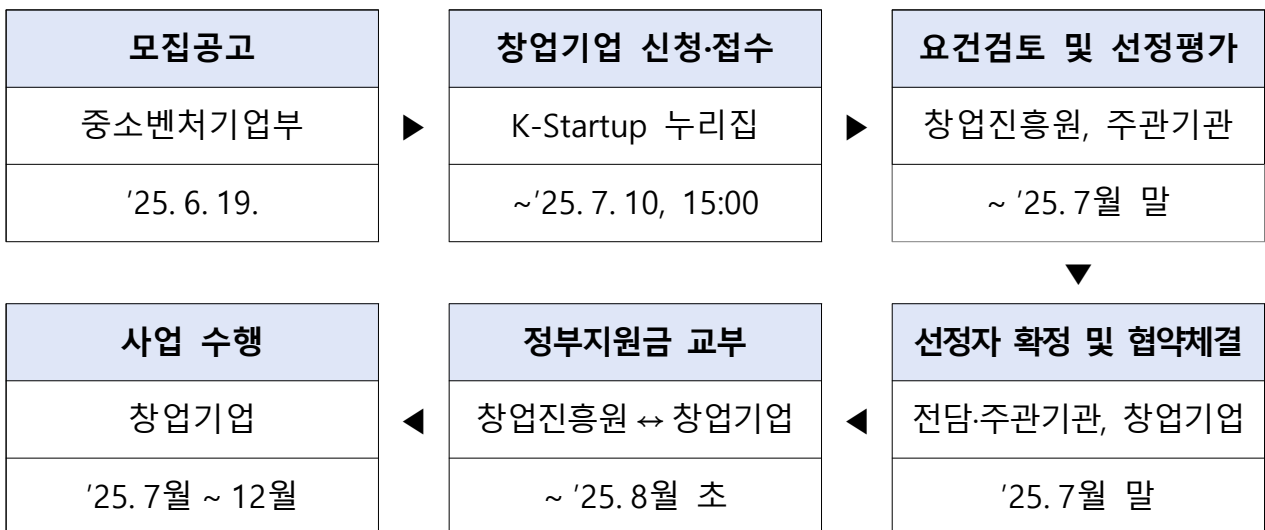 모집공고
중소벤처기업부
'25. 6. 19.
▶
창업기업 신청·접수
K-Startup 누리집
~'25. 7. 10, 15:00
▶
요건검토 및 선정평가
창업진흥원, 주관기관
~ '25. 7월 말
▼
선정자 확정 및 협약체결
전담·주관기관, 창업기업
'25. 7월 말
◀
정부지원금 교부
창업진흥원 ↔ 창업기업
~ '25. 8월 초
◀
사업 수행
창업기업
'25. 7월 ~ 12월